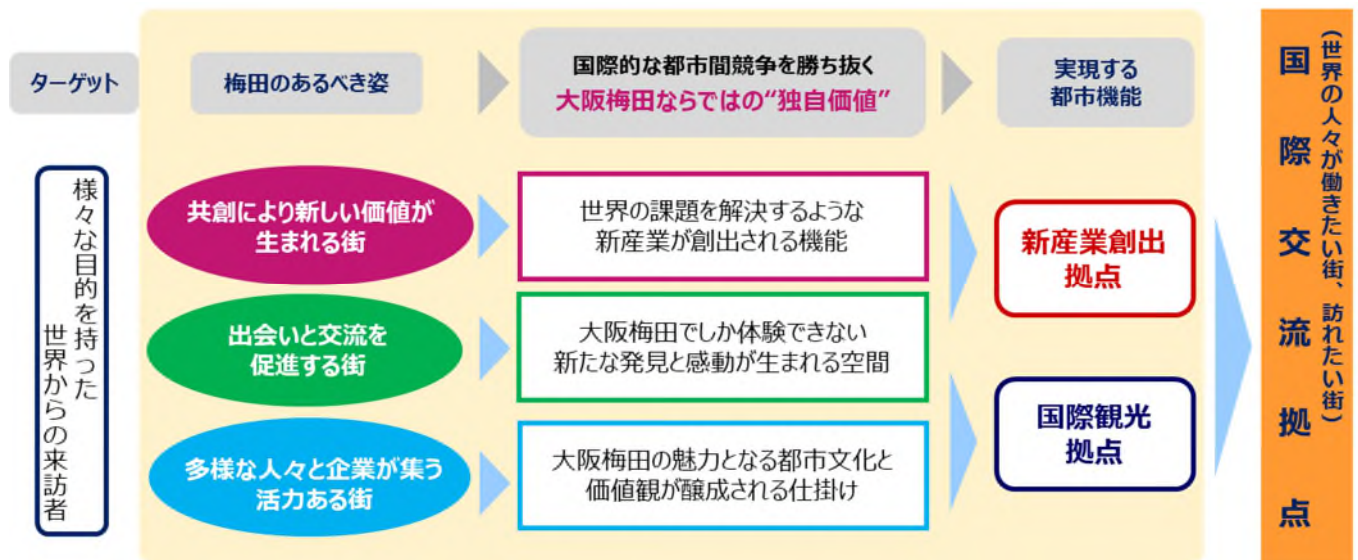 ターゲット
梅田のあるべき姿
国際的な都市間競争を勝ち抜く
大阪梅田ならではの“独自価値”
実現する
都市機能
様々な目的を持った
世界からの来訪者
共創により新しい価値が
生まれる街
世界の課題を解決するような
新産業が創出される機能
出会いと交流を
促進する街
大阪梅田でしか体験できない
新たな発見と感動が生まれる空間
多様な人々と企業が集う
活力ある街
大阪梅田の魅力となる都市文化と
価値観が醸成される仕掛け
新産業創出
拠点
国際観光
拠点
(世界の人々が働きたい街、訪れたい街)
国際交流拠点